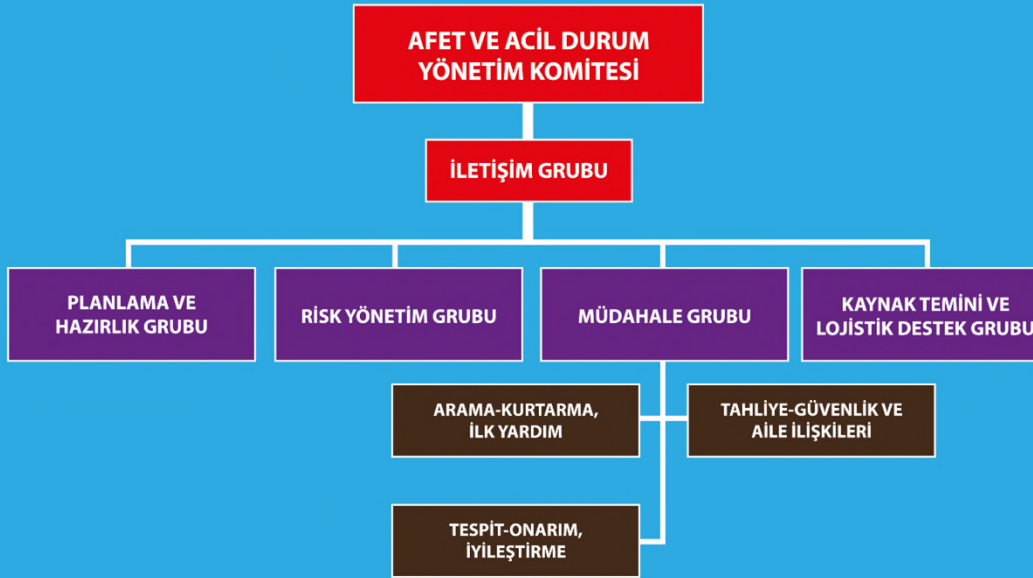 AFET VE ACİL DURUM
YÖNETİM KOMİTESİ
İLETİŞİM GRUBU
PLANLAMA VE
HAZIRLIK GRUBU
RİSK YÖNETİM GRUBU
MÜDAHALE GRUBU
KAYNAK TEMİNİ VE
LOJİSTİK DESTEK GRUBU
ARAMA-KURTARMA,
İLK YARDIM
TAHLİYE-GÜVENLİK VE
AİLE İLİŞKİLERİ
TESPİT-ONARIM,
İYİLEŞTİRME